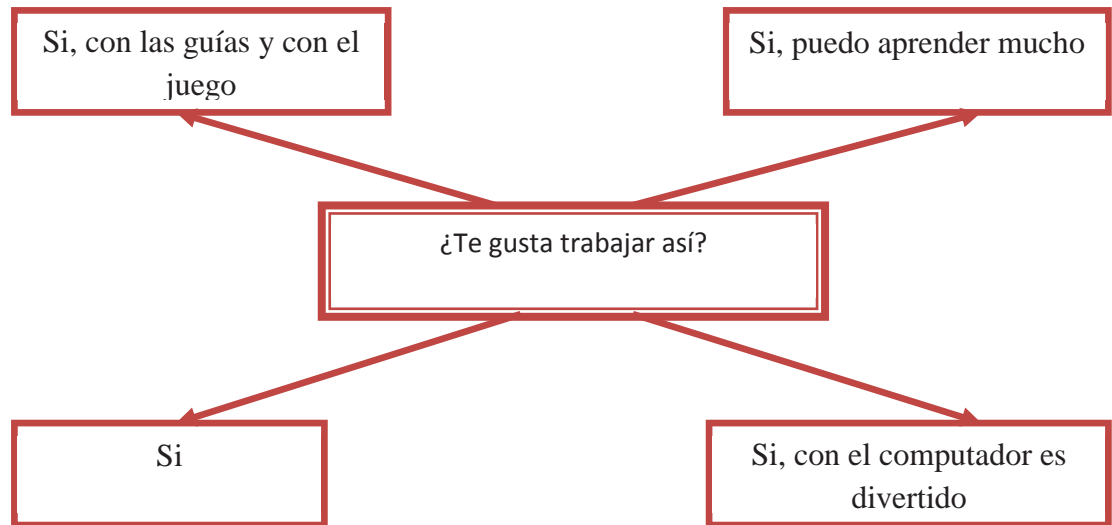 Si, con las guías y con el
juego
Si, puedo aprender mucho
¿Te gusta trabajar así?
Si
Si, con el computador es
divertido